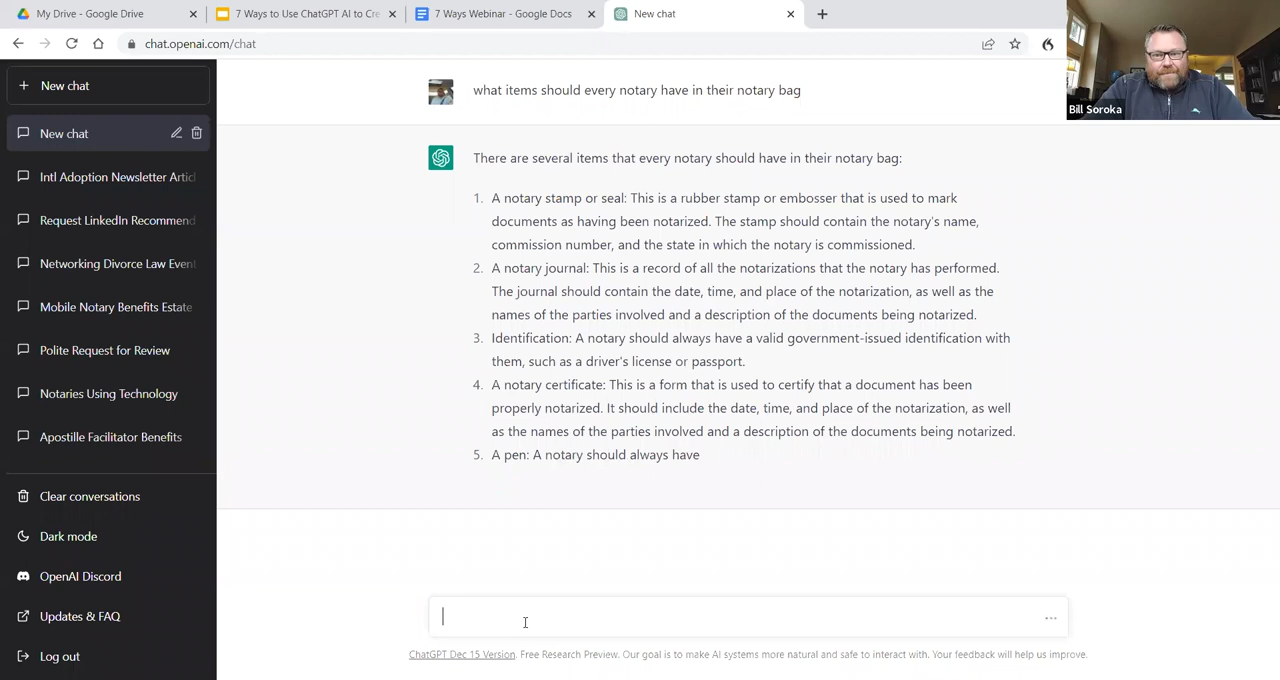 My Drive - Google Drive
7 Ways to Use ChatGPT AI to Cre
7 Ways Webinar - Google Docs
New chat
chat.openai.com/chat
Bill Soroka
New chat
New chat
Intl Adoption Newsletter Artic
Request LinkedIn Recommend
Networking Divorce Law Even
Mobile Notary Benefits Estate
Polite Request for Review
Notaries Using Technology
Apostille Facilitator Benefits
Clear conversations
Dark mode
OpenAI Discord
Updates & FAQ
Log out
what items should every notary have in their notary bag
There are several items that every notary should have in their notary bag:
1. A notary stamp or seal: This is a rubber stamp or embosser that is used to mark
documents as having been notarized. The stamp should contain the notary's name,
commission number, and the state in which the notary is commissioned.
2. A notary journal: This is a record of all the notarizations that the notary has performed.
The journal should contain the date, time, and place of the notarization, as well as the
names of the parties involved and a description of the documents being notarized.
3. Identification: A notary should always have a valid government-issued identification with
them, such as a driver's license or passport.
4. A notary certificate: This is a form that is used to certify that a document has been
properly notarized. It should include the date, time, and place of the notarization, as well
as the names of the parties involved and a description of the documents being notarized.
5. A pen: A notary should always have
ChatGPT Dec 15 Version. Free Research Preview. Our goal is to make AI systems more natural and safe to interact with. Your feedback will help us improve.